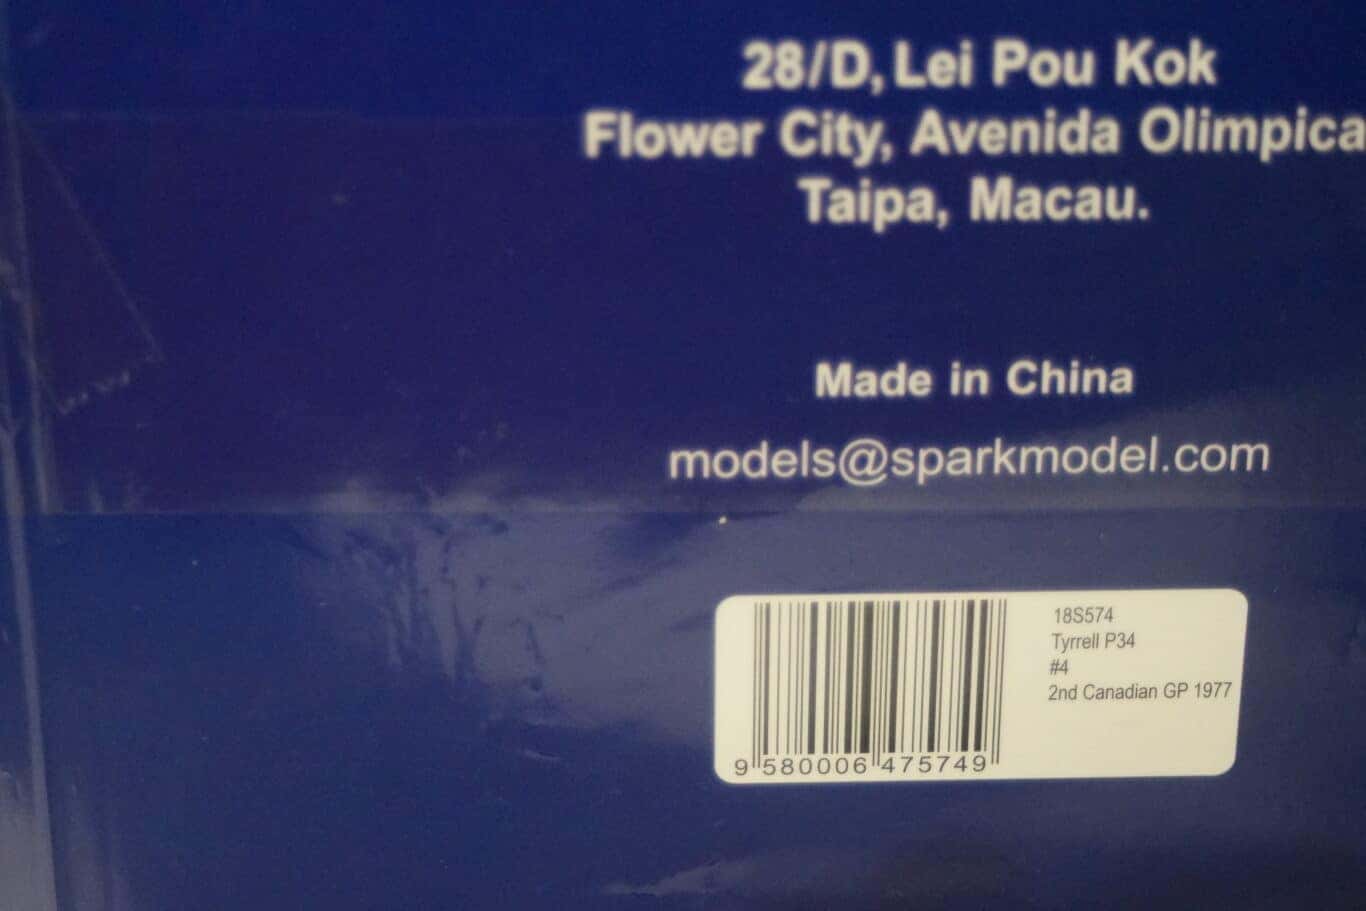 28/D, Lei Pou Kok
Flower City, Avenida Olimpica
Taipa, Macau.
Made in China
models@sparkmodel.com
18S574
Tyrrell P34
#4
2nd Canadian GP 1977
9 580006 475749